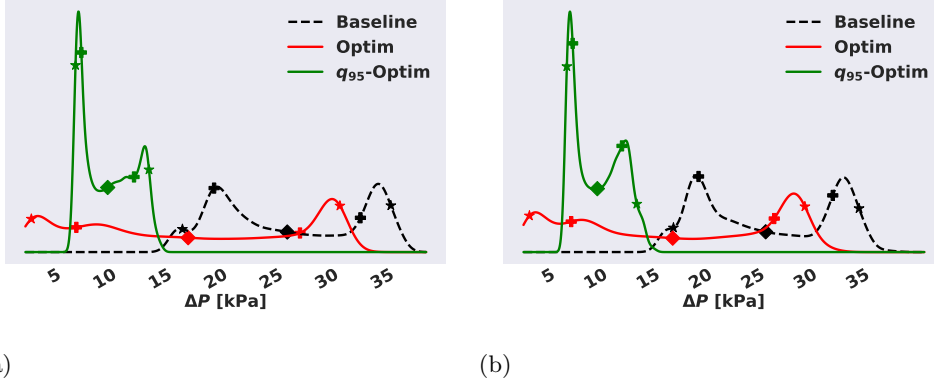 Baseline
Optim
q₉₅-Optim
5 10 15 20 25 30 35
ΔP [kPa]
Baseline
Optim
q₉₅-Optim
5 10 15 20 25 30 35
ΔP [kPa]
)
(b)